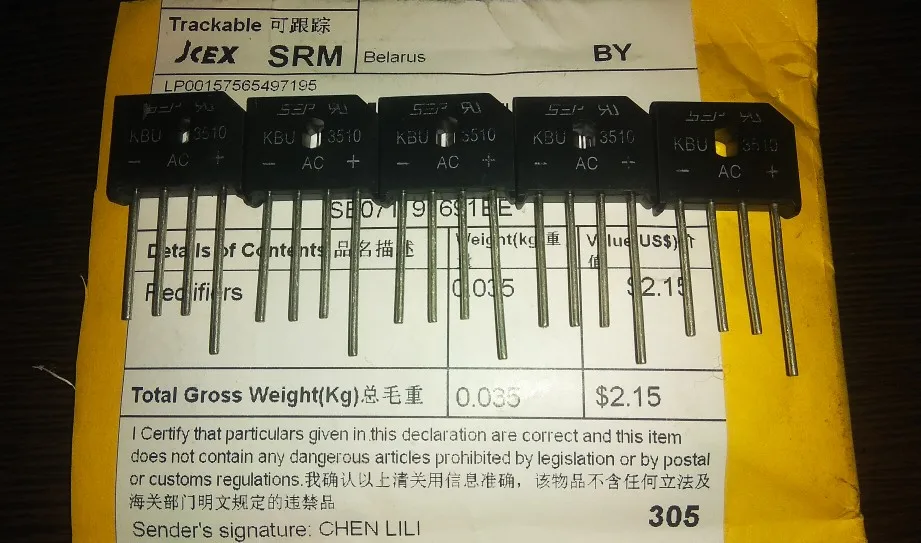 Trackable 可跟踪
JCEX SRM Belarus BY
LP00157565497195
SEP SEP SEP SEP SEP
KBU 3510 KBU 3510 KBU 3510 KBU 3510 KBU 3510
- AC + - AC + - AC + - AC + - AC +
Details of Contents 品名描述 Weight(kg 重 Value US$)
值
Rectifiers 0.035 $2.15
Total Gross Weight(Kg)总毛重 0.035 $2.15
I Certify that particulars given in this declaration are correct and this item
does not contain any dangerous articles prohibited by legislation or by postal
or customs regulations.我确认以上清关用信息准确，该物品不含任何立法及
海关部门明文规定的违禁品
Sender's signature: CHEN LILI 305